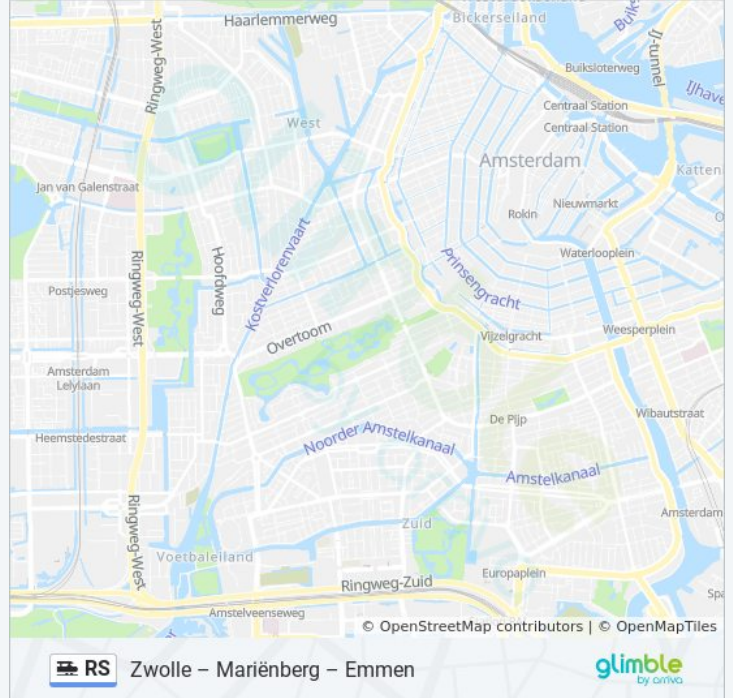 Haarlemmerweg
Bickerseiland
Buiks
IJ-tunnel
Ringweg-West
Buiksloterweg
IJhave
Centraal Station
West
Centraal Station
Amsterdam
Katten
Jan van Galenstraat
Nieuwmarkt
Rokin
O
Kostverlorenvaart
Hoofdweg
Waterlooplein
Ringweg-West
Prinsengracht
Postjesweg
Overtoom
Vijzelgracht
Weesperplein
Amsterdam
Lelylaan
De Pijp
Wibautstraat
Heemstedestraat
Noorder Amstelkanaal
Amstelkanaal
Ringweg-West
Amsterdam
Zuid
Voetbaleiland
Europaplein
Ringweg-Zuid
Spa
Amstelveenseweg
er
© OpenStreetMap contributors | © OpenMapTiles
RS Zwolle – Mariënberg – Emmen
glimble
by arriva